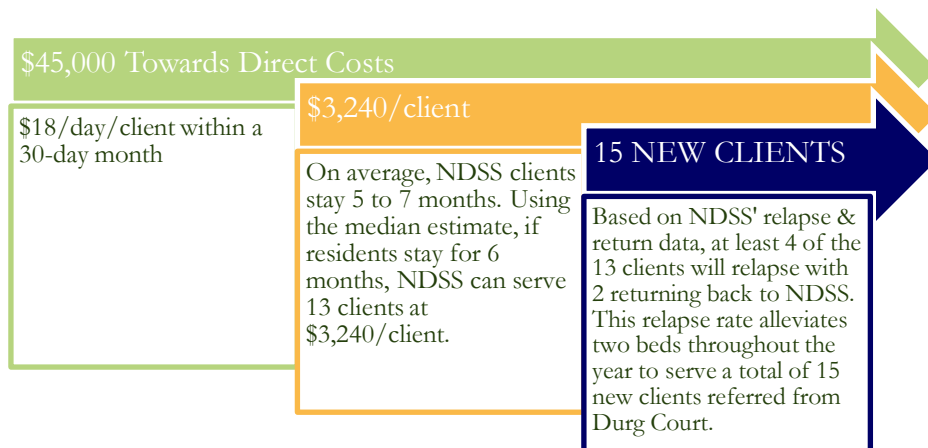 $45,000 Towards Direct Costs
$18/day/client within a
30-day month
$3,240/client
On average, NDSS clients
stay 5 to 7 months. Using
the median estimate, if
residents stay for 6
months, NDSS can serve
13 clients at
$3,240/client.
15 NEW CLIENTS
Based on NDSS' relapse &
return data, at least 4 of the
13 clients will relapse with
2 returning back to NDSS.
This relapse rate alleviates
two beds throughout the
year to serve a total of 15
new clients referred from
Durg Court.